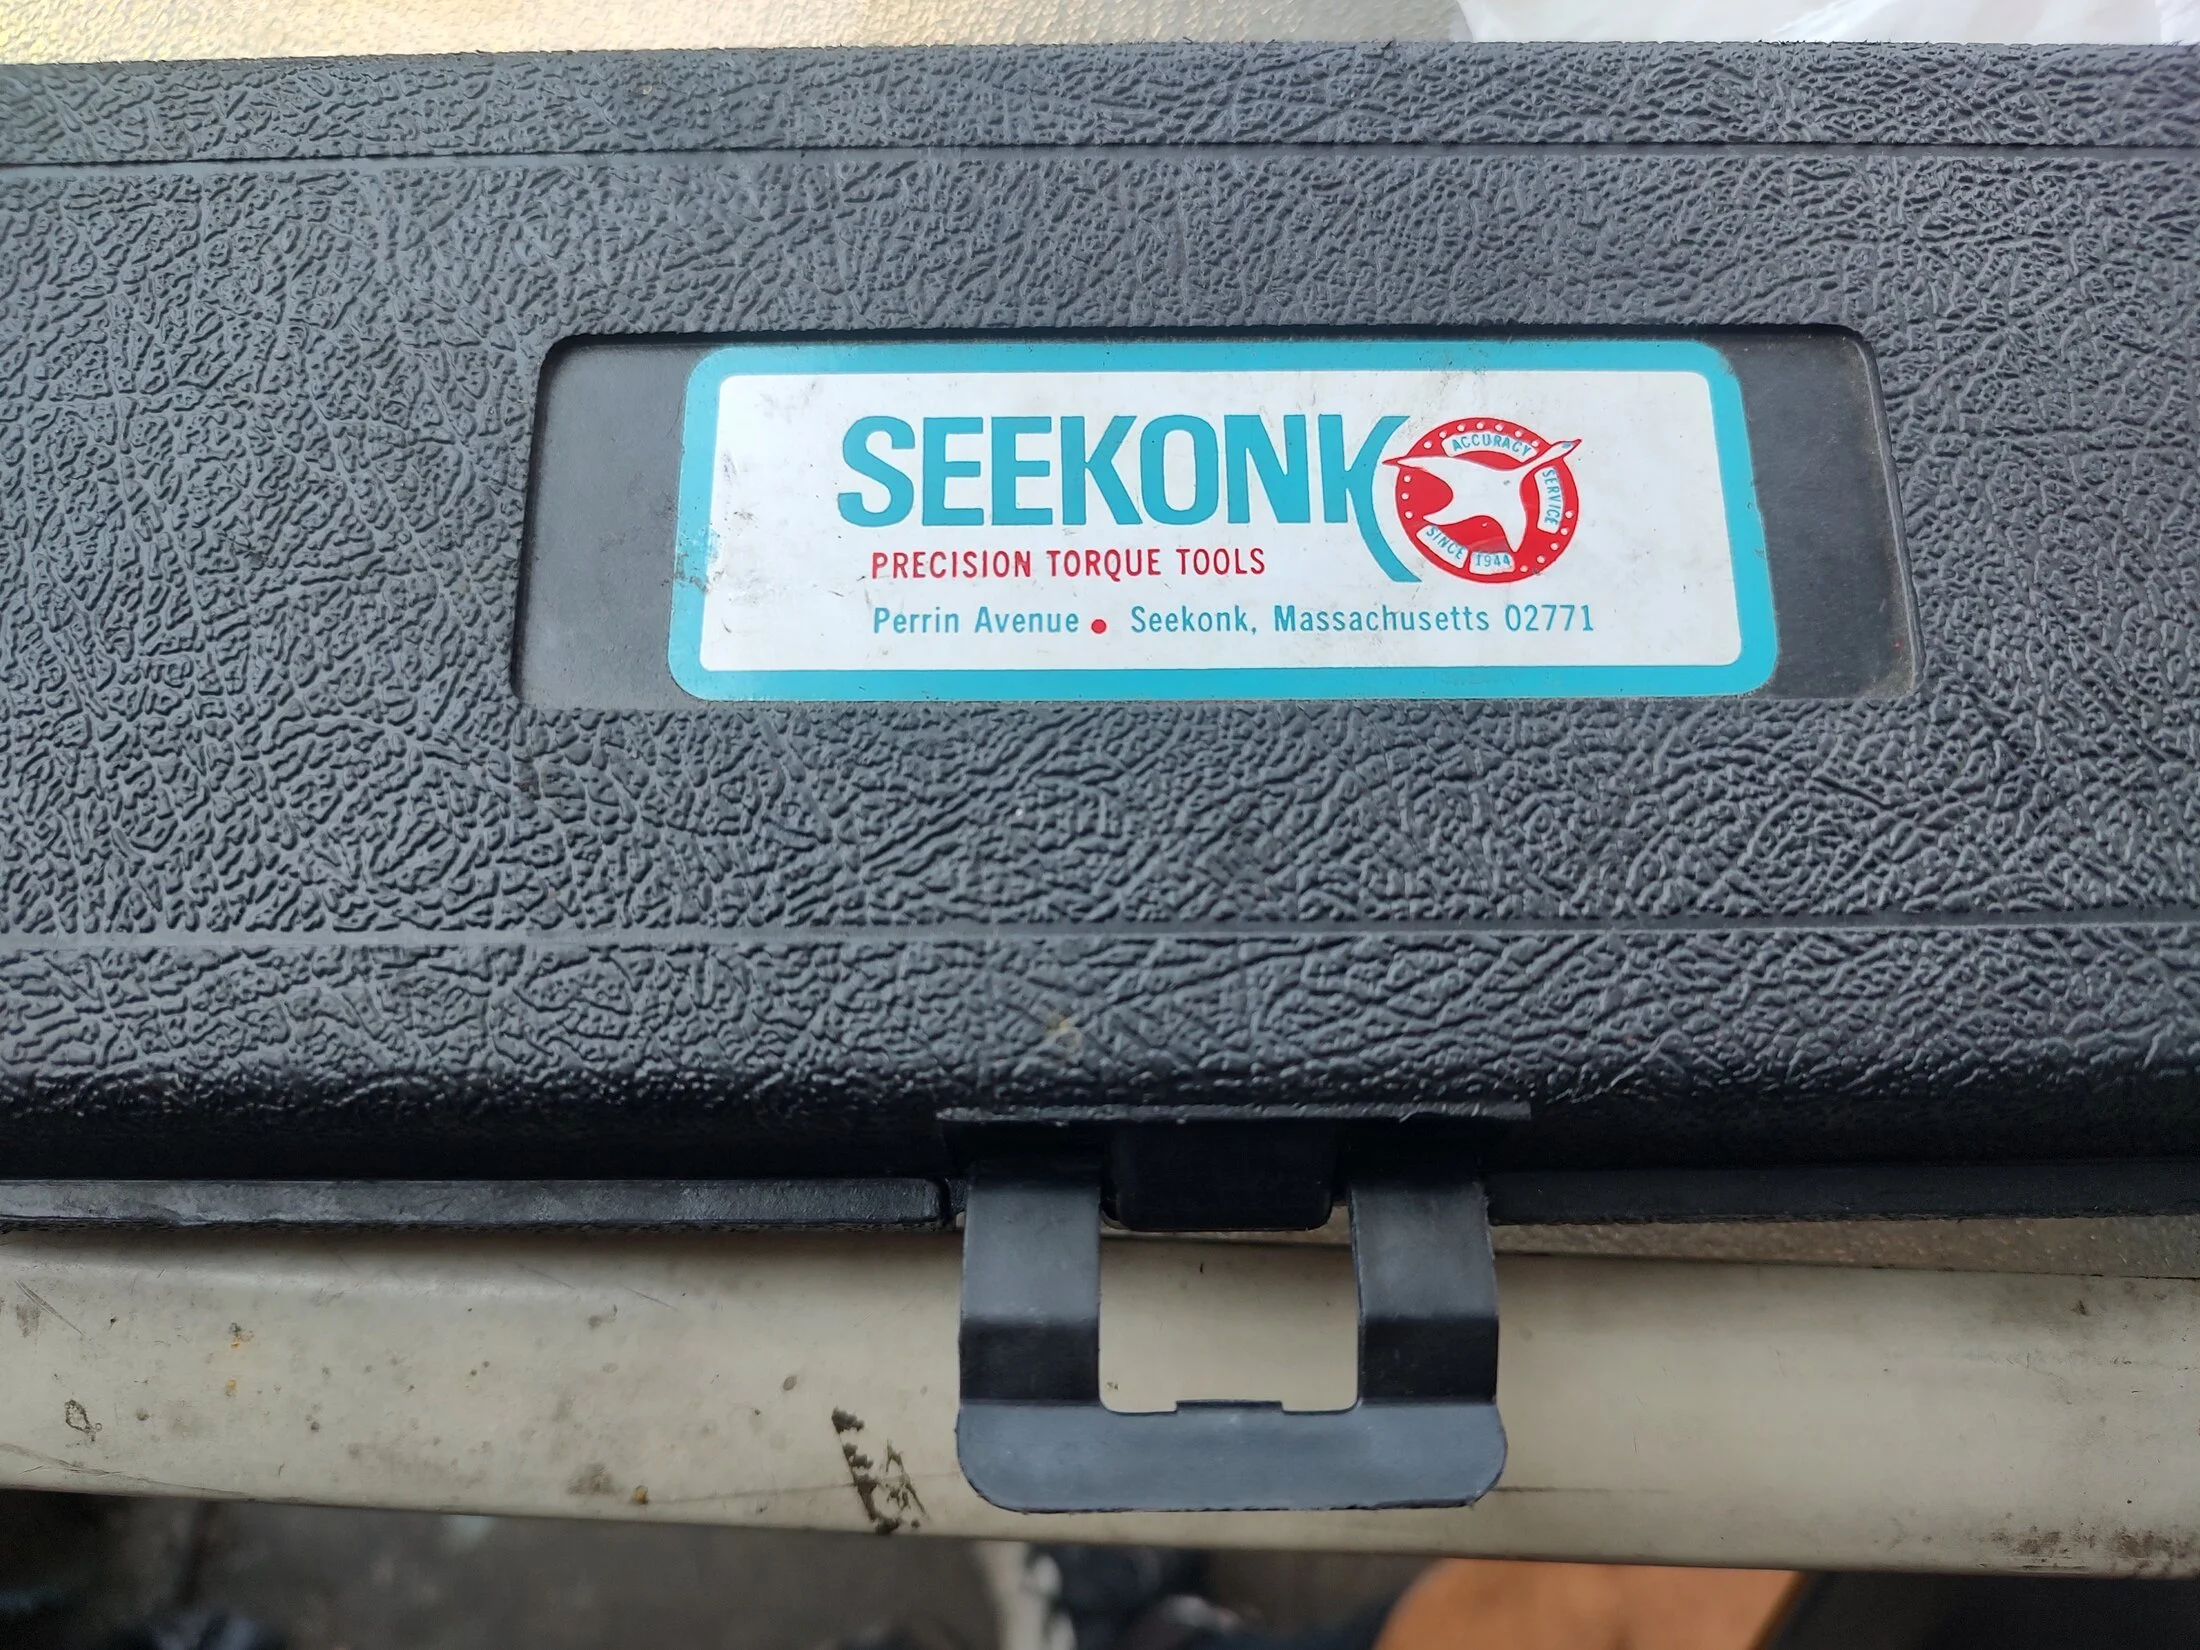 SEEKONK
ACCURACY
SERVICE
SINCE 1944
PRECISION TORQUE TOOLS
Perrin Avenue • Seekonk, Massachusetts 02771